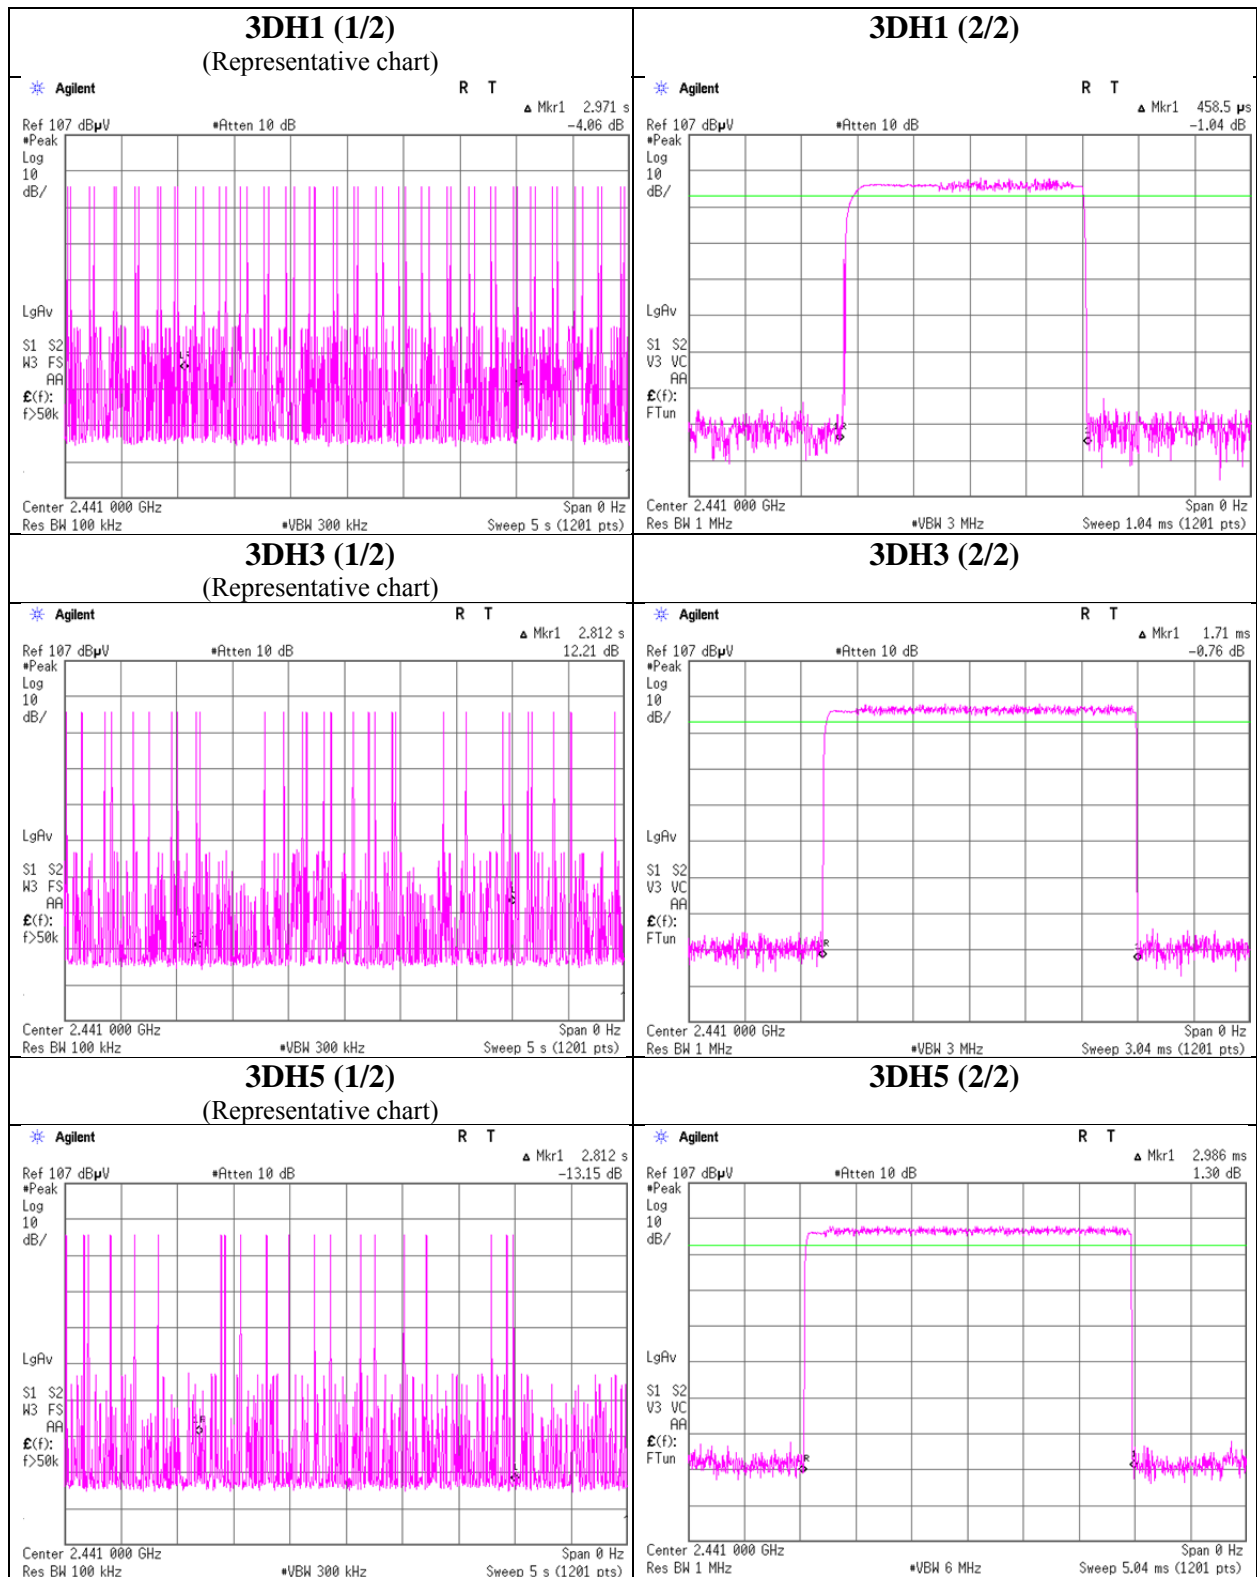 3DH1 (1/2)
(Representative chart)
Agilent
R T
Δ Mkr1 2.971 s
Ref 107 dBµV #Atten 10 dB -4.06 dB
#Peak
Log
10
dB/
LgAv
S1 S2
W3 FS
AA
£(f):
f>50k
Center 2.441 000 GHz Span 0 Hz
Res BW 100 kHz #VBW 300 kHz Sweep 5 s (1201 pts)
3DH1 (2/2)
Agilent
R T
Δ Mkr1 458.5 µs
Ref 107 dBµV #Atten 10 dB -1.04 dB
#Peak
Log
10
dB/
LgAv
S1 S2
V3 VC
AA
£(f):
FTun
Center 2.441 000 GHz Span 0 Hz
Res BW 1 MHz #VBW 3 MHz Sweep 1.04 ms (1201 pts)
3DH3 (1/2)
(Representative chart)
Agilent
R T
Δ Mkr1 2.812 s
Ref 107 dBµV #Atten 10 dB 12.21 dB
#Peak
Log
10
dB/
LgAv
S1 S2
W3 FS
AA
£(f):
f>50k
Center 2.441 000 GHz Span 0 Hz
Res BW 100 kHz #VBW 300 kHz Sweep 5 s (1201 pts)
3DH3 (2/2)
Agilent
R T
Δ Mkr1 1.71 ms
Ref 107 dBµV #Atten 10 dB -0.76 dB
#Peak
Log
10
dB/
LgAv
S1 S2
V3 VC
AA
£(f):
FTun
Center 2.441 000 GHz Span 0 Hz
Res BW 1 MHz #VBW 3 MHz Sweep 3.04 ms (1201 pts)
3DH5 (1/2)
(Representative chart)
Agilent
R T
Δ Mkr1 2.812 s
Ref 107 dBµV #Atten 10 dB -13.15 dB
#Peak
Log
10
dB/
LgAv
S1 S2
W3 FS
AA
£(f):
f>50k
Center 2.441 000 GHz Span 0 Hz
Res BW 100 kHz #VBW 300 kHz Sweep 5 s (1201 pts)
3DH5 (2/2)
Agilent
R T
Δ Mkr1 2.986 ms
Ref 107 dBµV #Atten 10 dB 1.30 dB
#Peak
Log
10
dB/
LgAv
S1 S2
V3 VC
AA
£(f):
FTun
Center 2.441 000 GHz Span 0 Hz
Res BW 1 MHz #VBW 6 MHz Sweep 5.04 ms (1201 pts)